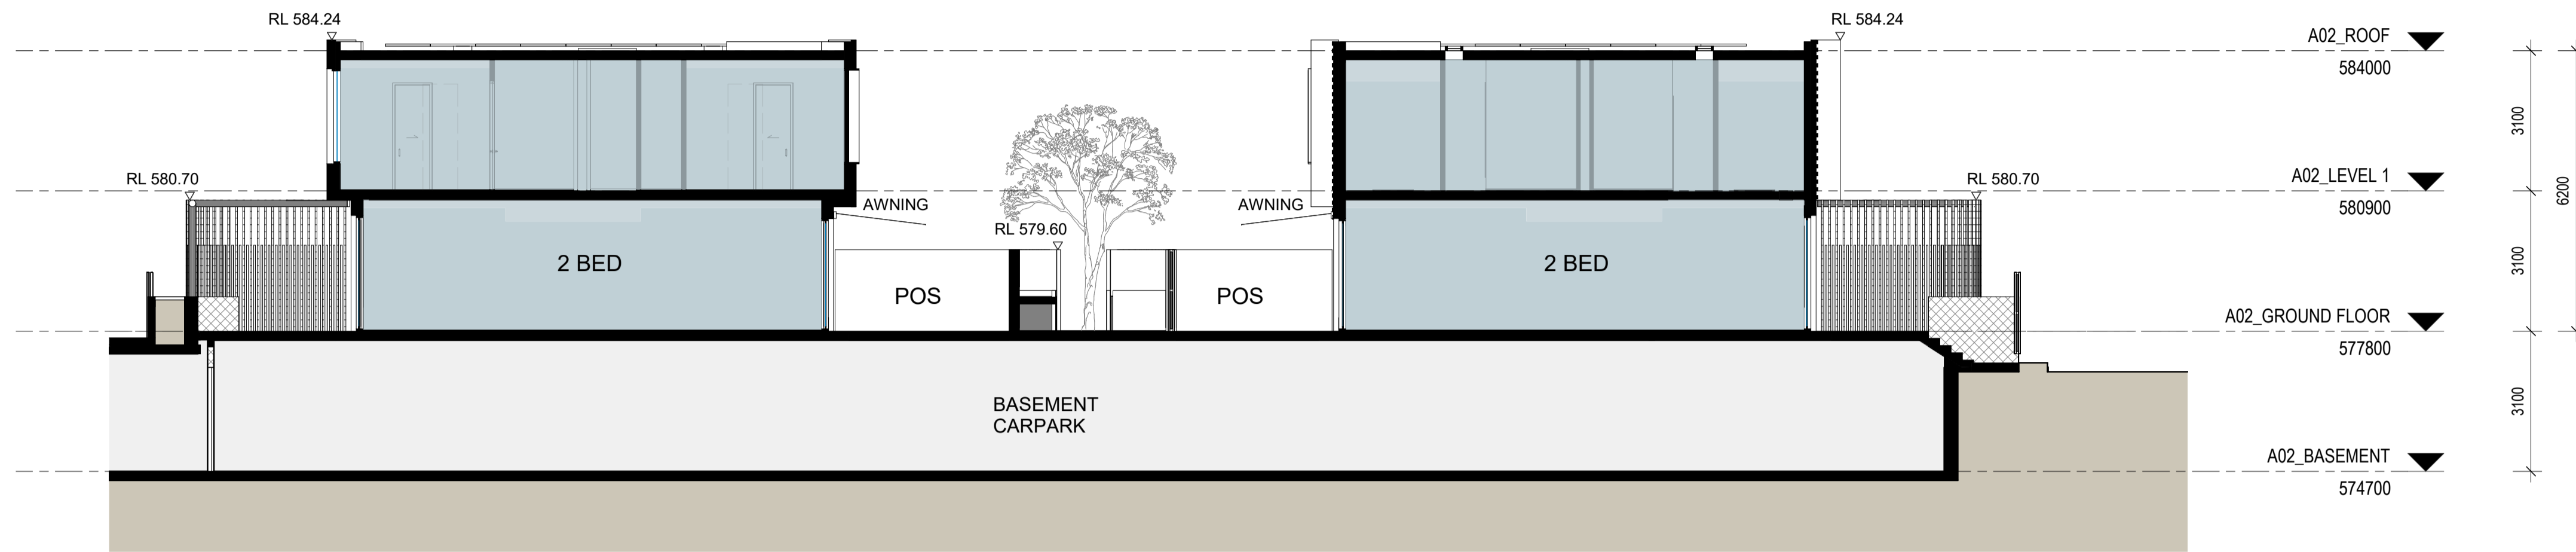 RL 584.24
RL 584.24
A02_ROOF
584000
3100
RL 580.70
RL 580.70
A02_LEVEL 1
580900
6200
AWNING
AWNING
RL 579.60
2 BED
2 BED
3100
POS
POS
A02_GROUND FLOOR
577800
BASEMENT
CARPARK
3100
A02_BASEMENT
574700